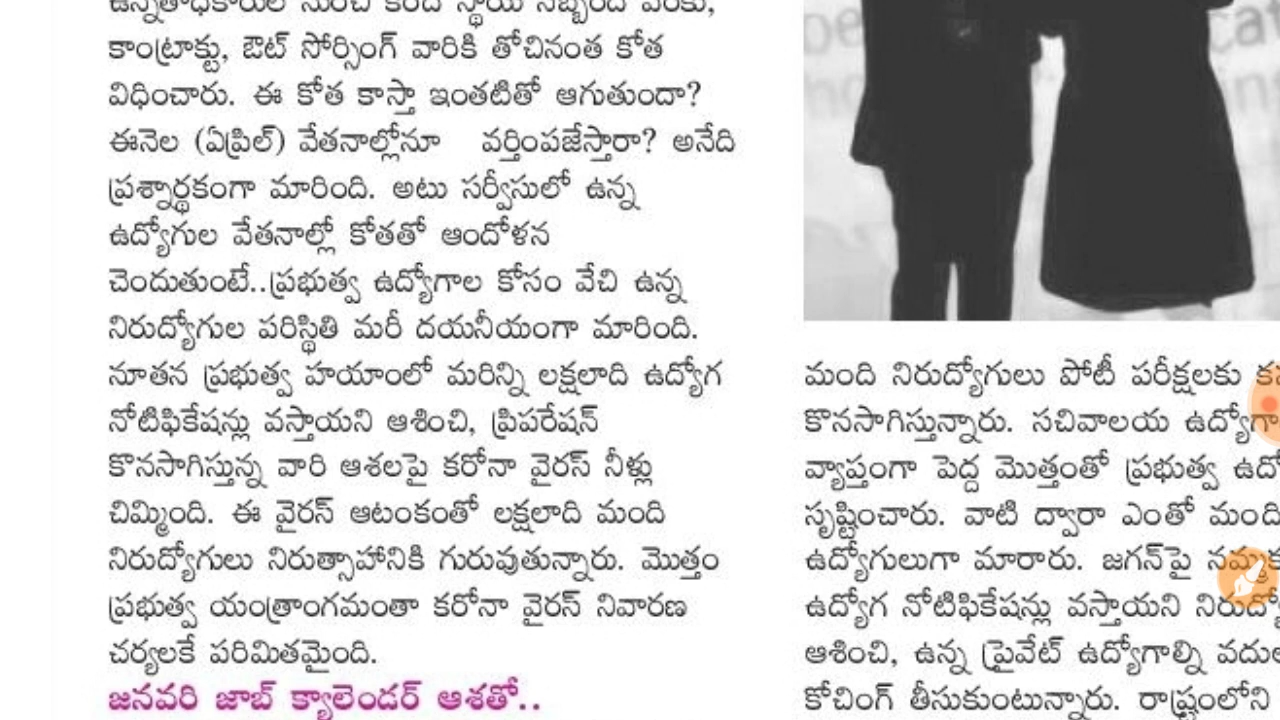 కాంట్రాక్టు, ఔట్ సోర్సింగ్ వారికి తోచినంత కోత
విధించారు. ఈ కోత కాస్తా ఇంతటితో ఆగుతుందా?
ఈనెల (ఏప్రిల్) వేతనాల్లోనూ వర్తింపజేస్తారా? అనేది
ప్రశ్నార్థకంగా మారింది. అటు సర్వీసులో ఉన్న
ఉద్యోగుల వేతనాల్లో కోతతో ఆందోళన
చెందుతుంటే..ప్రభుత్వ ఉద్యోగాల కోసం వేచి ఉన్న
నిరుద్యోగుల పరిస్థితి మరీ దయనీయంగా మారింది.
నూతన ప్రభుత్వ హయాంలో మరిన్ని లక్షలాది ఉద్యోగ
నోటిఫికేషన్లు వస్తాయని ఆశించి, ప్రిపరేషన్
కొనసాగిస్తున్న వారి ఆశలపై కరోనా వైరస్ నీళ్లు
చిమ్మింది. ఈ వైరస్ ఆటంకంతో లక్షలాది మంది
నిరుద్యోగులు నిరుత్సాహానికి గురువుతున్నారు. మొత్తం
ప్రభుత్వ యంత్రాంగమంతా కరోనా వైరస్ నివారణ
చర్యలకే పరిమితమైంది.
జనవరి జాబ్ క్యాలెండర్ ఆశతో..
మంది నిరుద్యోగులు పోటీ పరీక్షలకు
కొనసాగిస్తున్నారు. సచివాలయ
వ్యాప్తంగా పెద్ద మొత్తంతో ప్రభుత్వ
సృష్టించారు. వాటి ద్వారా ఎంతో మంది
ఉద్యోగులుగా మారారు. జగన్‌పై
ఉద్యోగ నోటిఫికేషన్లు వస్తాయని
ఆశించి, ఉన్న ప్రైవేట్ ఉద్యోగాల్ని
కోచింగ్ తీసుకుంటున్నారు. రాష్ట్రంలోని